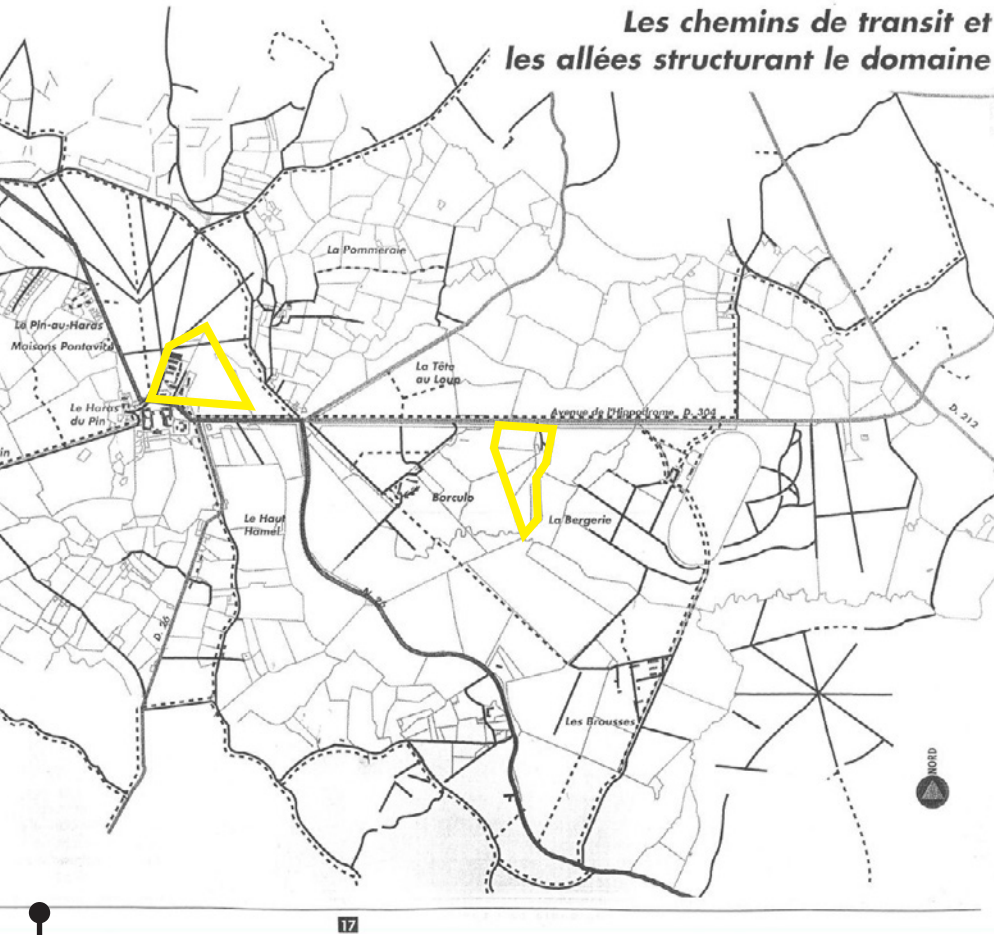 Les chemins de transit et
les allées structurant le domaine
La Pommeraie
Le Pin-au-Haras
Maisons Pontavice
La Tête
au Loup
Le Haras
du Pin
Avenue de l'Hippodrome D. 304
D. 212
in
Borculo
Le Haut
Hamel
La Bergerie
N. 26
D. 26
Les Brousses
NORD
17